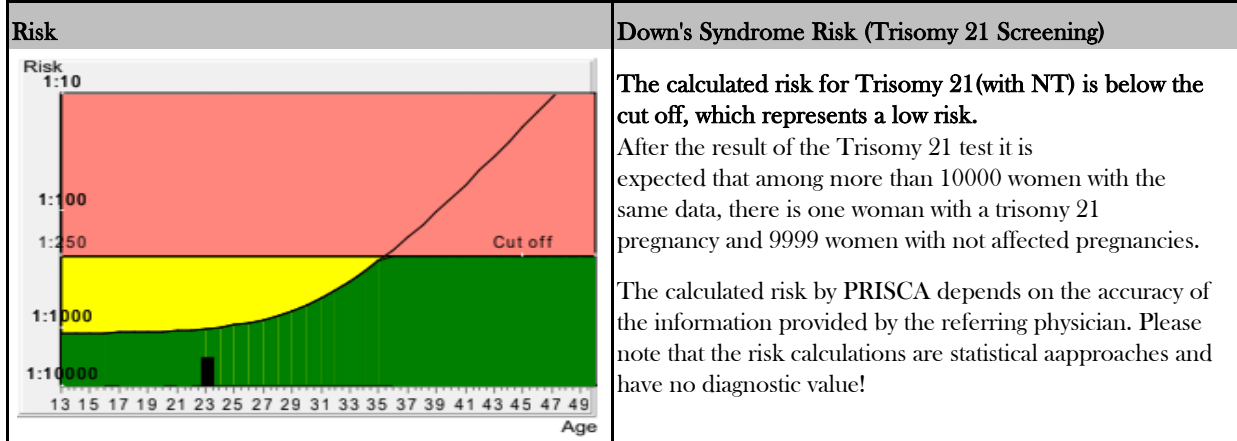 Risk
Down's Syndrome Risk (Trisomy 21 Screening)
Risk
1:10
1:100
1:250
Cut off
1:1000
1:10000
13 15 17 19 21 23 25 27 29 31 33 35 37 39 41 43 45 47 49
Age
The calculated risk for Trisomy 21(with NT) is below the
cut off, which represents a low risk.
After the result of the Trisomy 21 test it is
expected that among more than 10000 women with the
same data, there is one woman with a trisomy 21
pregnancy and 9999 women with not affected pregnancies.
The calculated risk by PRISCA depends on the accuracy of
the information provided by the referring physician. Please
note that the risk calculations are statistical aapproaches and
have no diagnostic value!